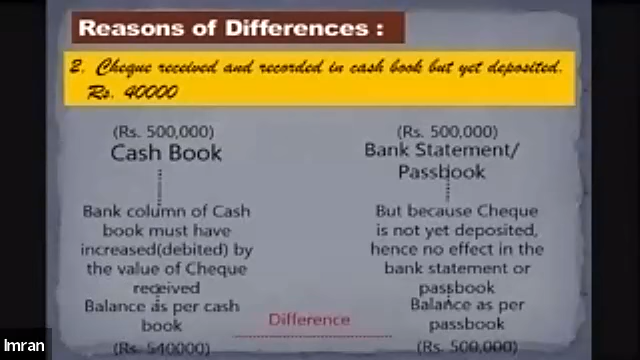 Reasons of Differences :
2. Cheque received and recorded in cash book but yet deposited.
Rs. 40000
(Rs. 500,000)
Cash Book
Bank column of Cash
book must have
increased(debited) by
the value of Cheque
received
Balance as per cash
book
(Rs. 540000)
(Rs. 500,000)
Bank Statement/
Passbook
But because Cheque
is not yet deposited,
hence no effect in the
bank statement or
passbook
Balance as per
passbook
(Rs. 500,000)
Difference
Imran